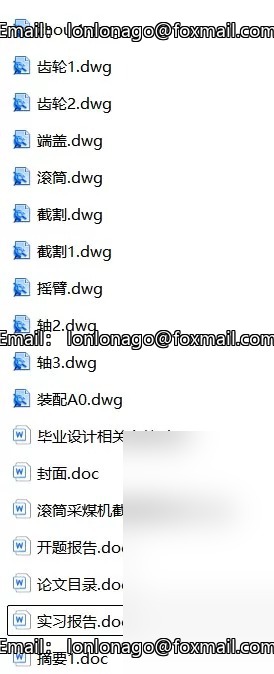 Email: lonlonago@foxmail.com
齿轮1.dwg
齿轮2.dwg
端盖.dwg
滚筒.dwg
截割.dwg
截割1.dwg
摇臂.dwg
轴2.dwg
Email: lonlonago@foxmail.com
轴3.dwg
装配A0.dwg
毕业设计相关
封面.doc
滚筒采煤机截
开题报告.doc
论文目录.doc
实习报告.doc
Email: lonlonago@foxmail.com
摘要1.doc